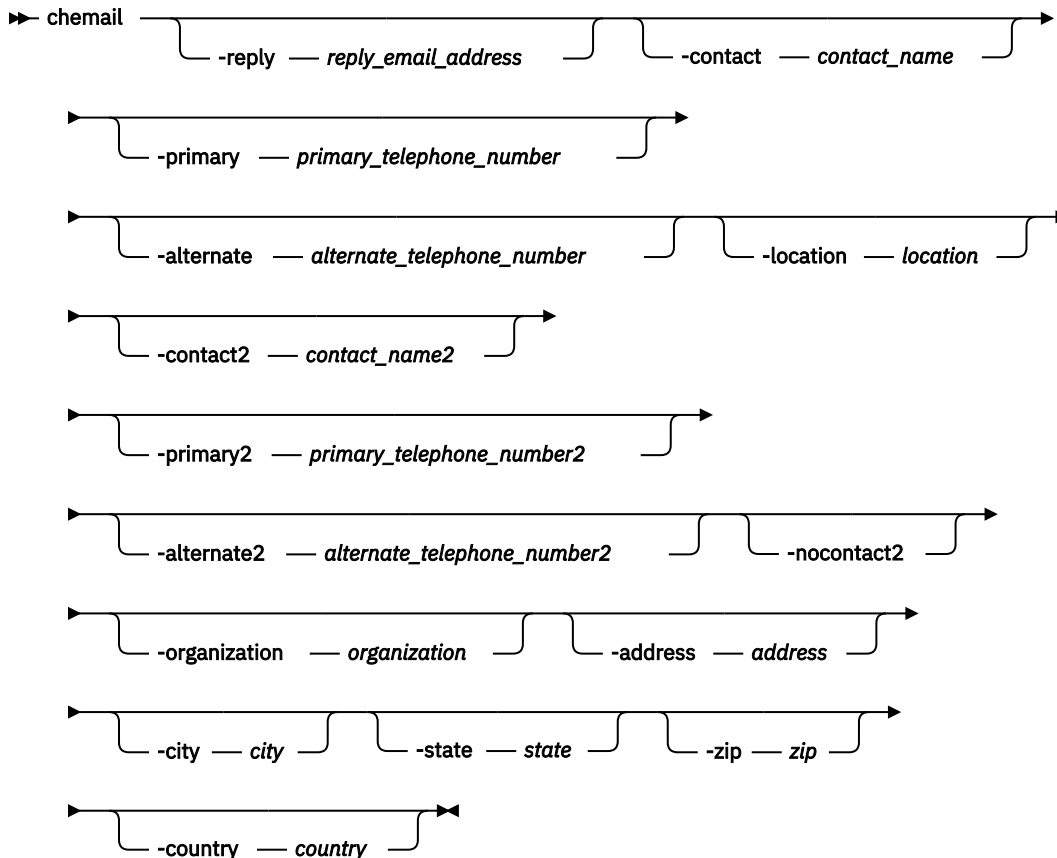 chemail
-reply reply_email_address -contact contact_name
-primary primary_telephone_number
-alternate alternate_telephone_number -location location
-contact2 contact_name2
-primary2 primary_telephone_number2
-alternate2 alternate_telephone_number2 -nocontact2
-organization organization -address address
-city city -state state -zip zip
-country country